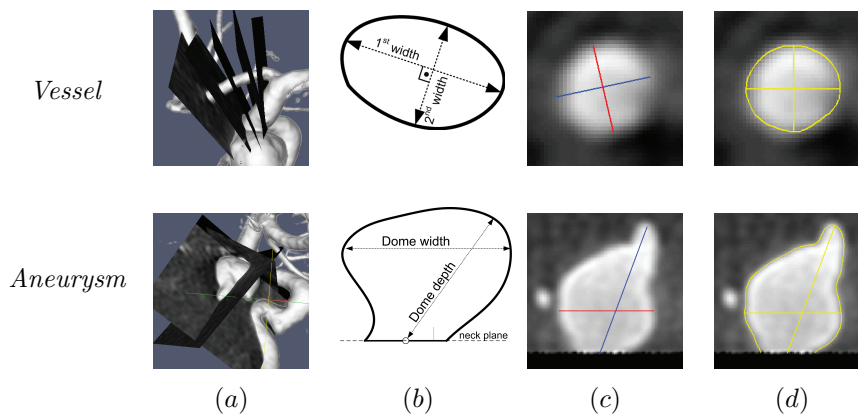 Vessel
1st width
2nd width
Aneurysm
Dome width
Dome depth
neck plane
(a) (b) (c) (d)